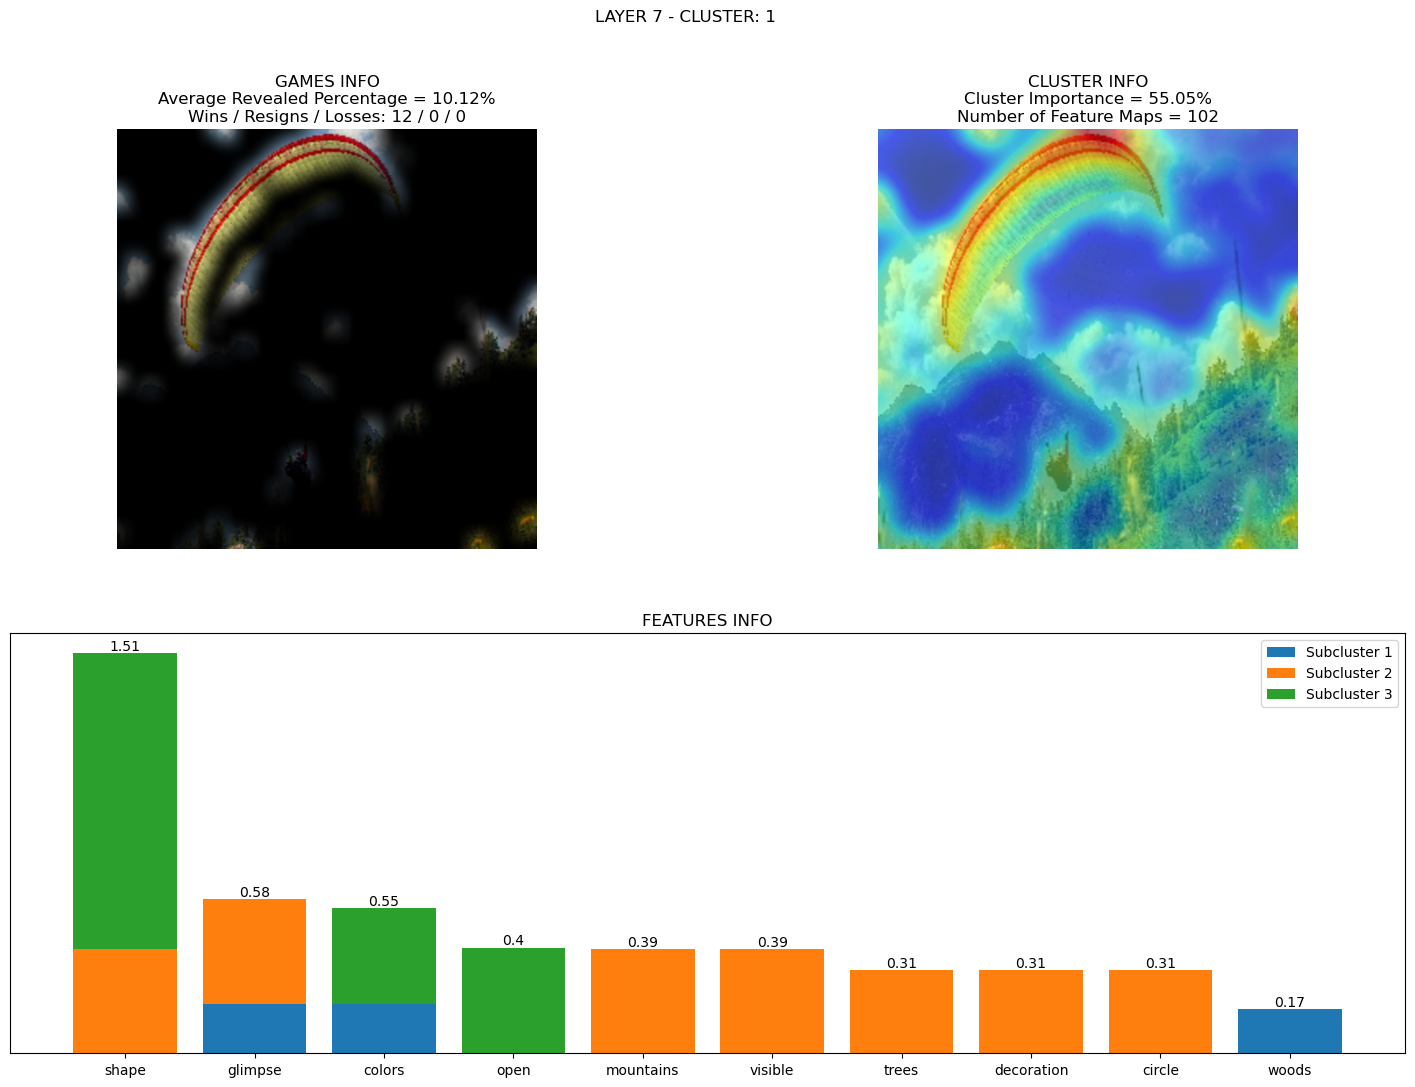 LAYER 7 - CLUSTER: 1
GAMES INFO
Average Revealed Percentage = 10.12%
Wins / Resigns / Losses: 12 / 0 / 0
CLUSTER INFO
Cluster Importance = 55.05%
Number of Feature Maps = 102
FEATURES INFO
Subcluster 1
Subcluster 2
Subcluster 3
1.51
0.58
0.55
0.4
0.39
0.39
0.31
0.31
0.31
0.17
shape
glimpse
colors
open
mountains
visible
trees
decoration
circle
woods